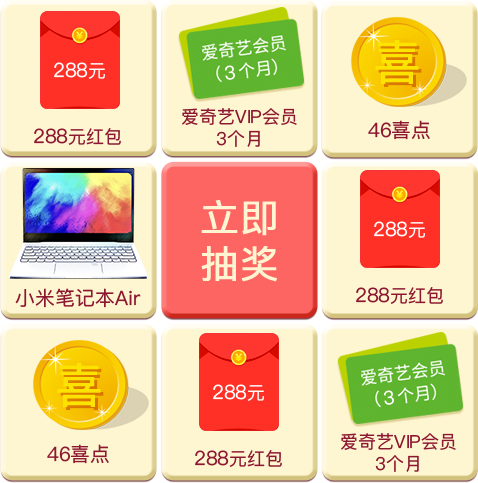 288元
288元红包
爱奇艺会员
（3个月）
爱奇艺VIP会员
3个月
喜
46喜点
小米笔记本Air
立即
抽奖
288元
288元红包
喜
46喜点
288元
288元红包
爱奇艺会员
（3个月）
爱奇艺VIP会员
3个月